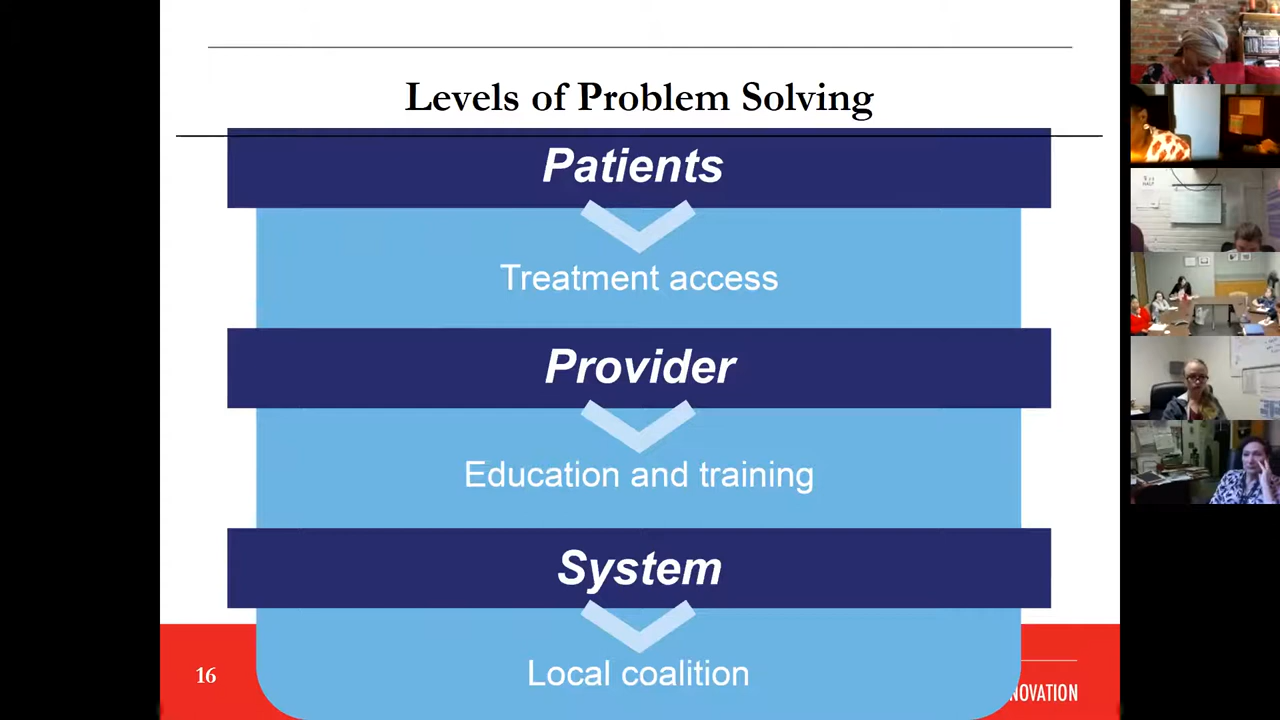 Levels of Problem Solving
Patients
Treatment access
Provider
Education and training
System
Local coalition
16
NOVATION